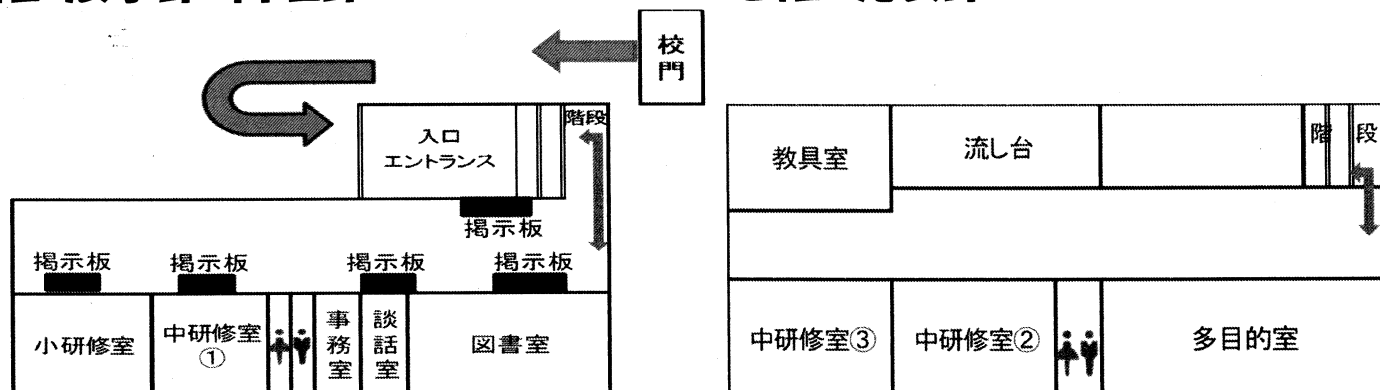 校門
入口
エントランス
階段
掲示板
掲示板
掲示板
掲示板
掲示板
小研修室
中研修室
①
事務室
談話室
図書室
教具室
流し台
階段
中研修室③
中研修室②
多目的室